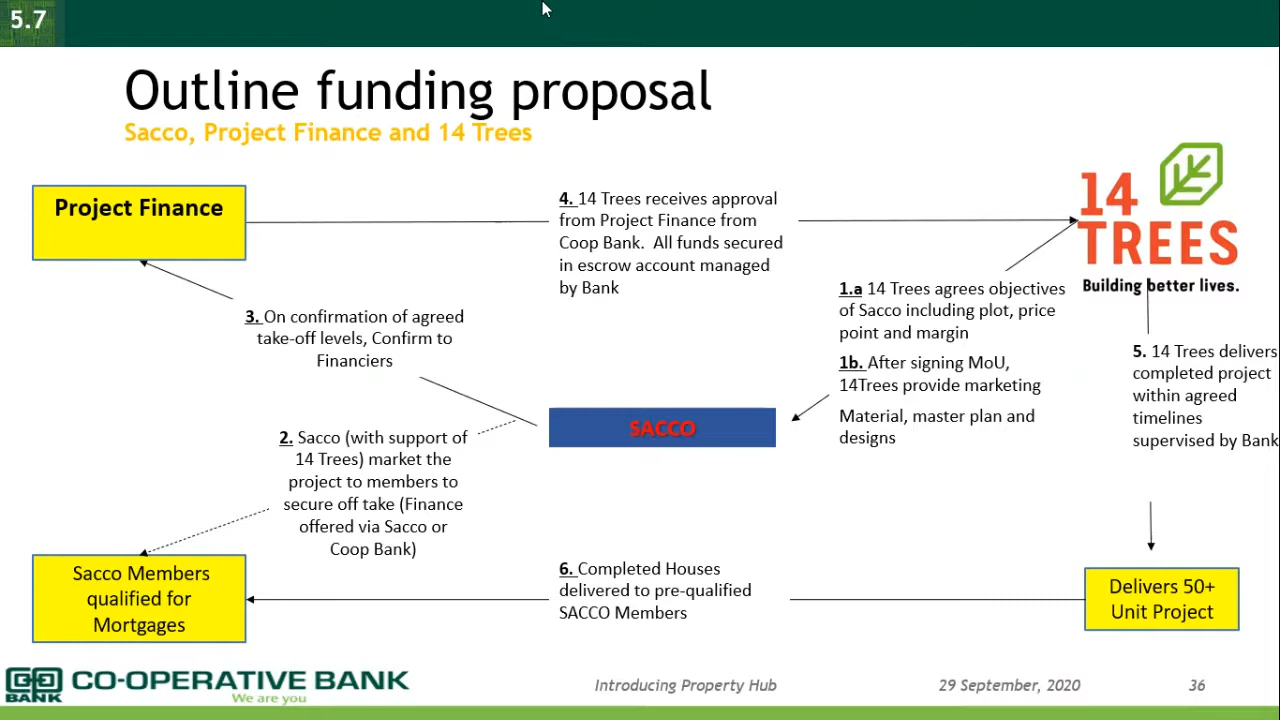 5.7
Outline funding proposal
Sacco, Project Finance and 14 Trees
Project Finance
4. 14 Trees receives approval
from Project Finance from
Coop Bank. All funds secured
in escrow account managed
by Bank
14
TREES
Building better lives.
1.a 14 Trees agrees objectives
of Sacco including plot, price
point and margin
1b. After signing MoU,
14Trees provide marketing
Material, master plan and
designs
3. On confirmation of agreed
take-off levels, Confirm to
Financiers
5. 14 Trees delivers
completed project
within agreed
timelines
supervised by Bank
SACCO
2. Sacco (with support of
14 Trees) market the
project to members to
secure off take (Finance
offered via Sacco or
Coop Bank)
Sacco Members
qualified for
Mortgages
6. Completed Houses
delivered to pre-qualified
SACCO Members
Delivers 50+
Unit Project
BANK
CO-OPERATIVE BANK
We are you
Introducing Property Hub
29 September, 2020
36